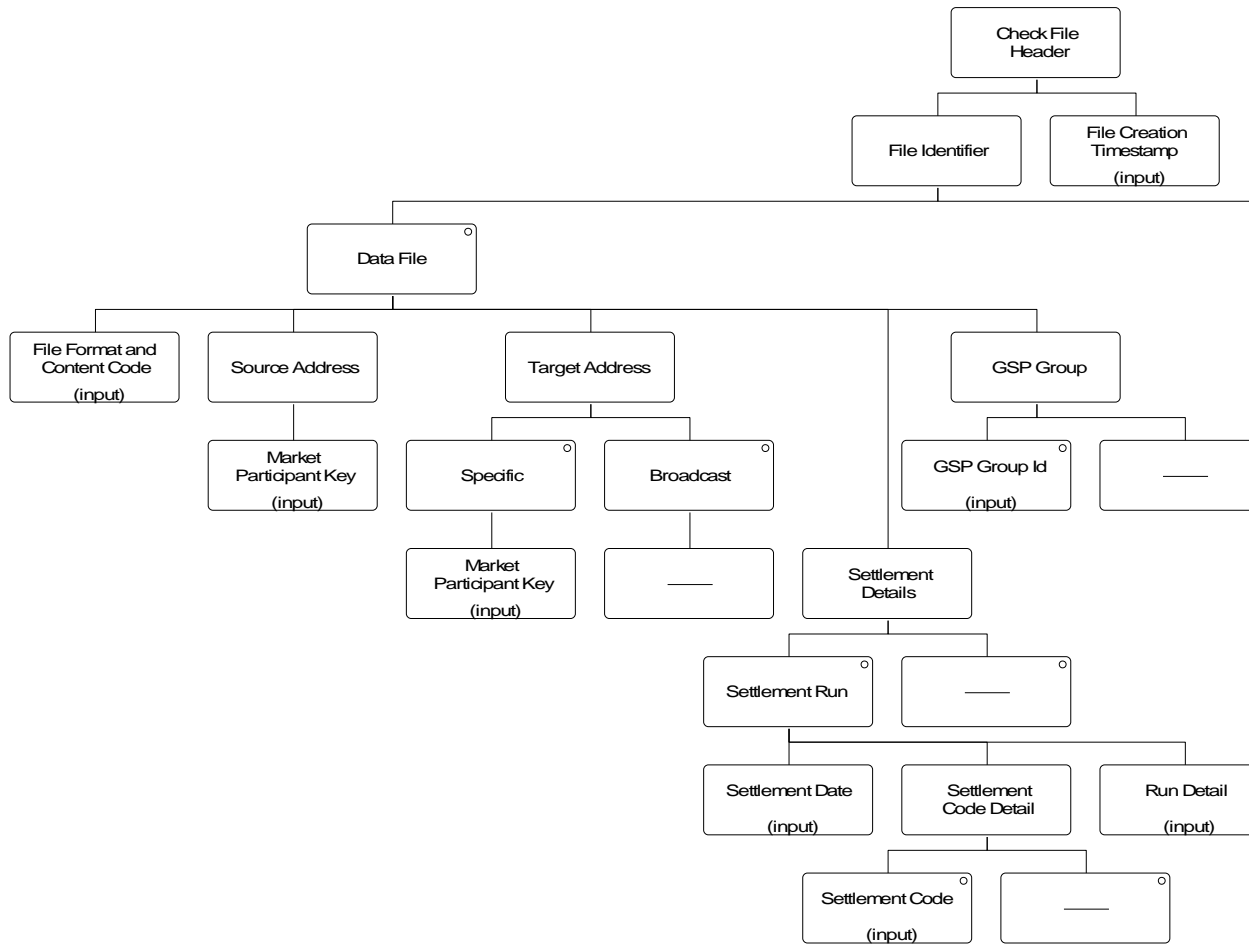 Check File
Header
File Identifier
File Creation
Timestamp
(input)
Data File
File Format and
Content Code
(input)
Source Address
Target Address
GSP Group
Market
Participant Key
(input)
Specific
Broadcast
GSP Group Id
(input)
Market
Participant Key
(input)
Settlement
Details
Settlement Run
Settlement Date
(input)
Settlement
Code Detail
Run Detail
(input)
Settlement Code
(input)